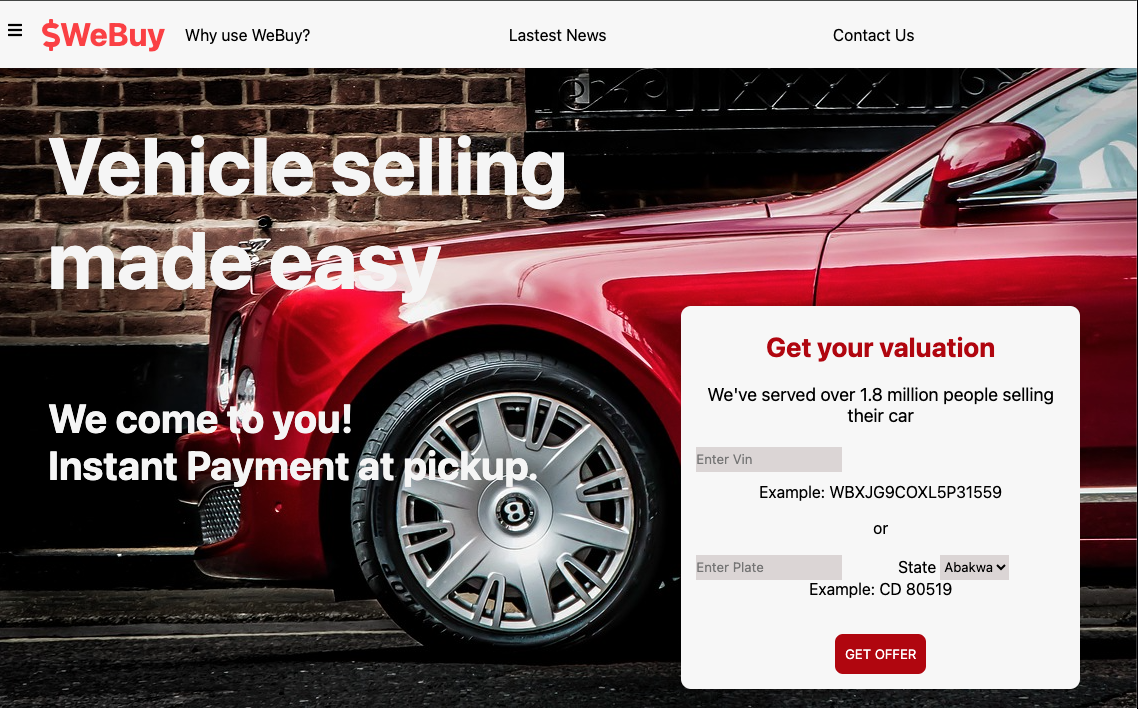 $WeBuy Why use WeBuy? Lastest News Contact Us
Vehicle selling
made easy
We come to you!
Instant Payment at pickup.
Get your valuation
We've served over 1.8 million people selling
their car
Enter Vin
Example: WBXJG9COXL5P31559
or
Enter Plate State Abakwa
Example: CD 80519
GET OFFER
B